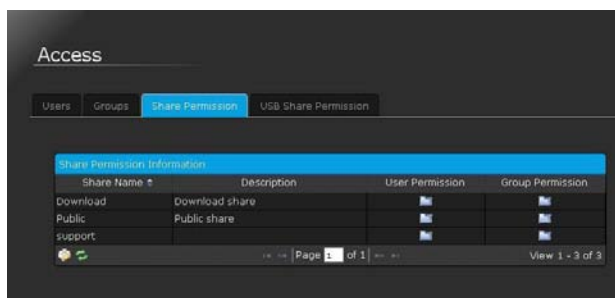 Access
Users Groups Share Permission USB Share Permission
Share Permission Information
Share Name Description User Permission Group Permission
Download Download share
Public Public share
support
Page 1 of 1 View 1 - 3 of 3